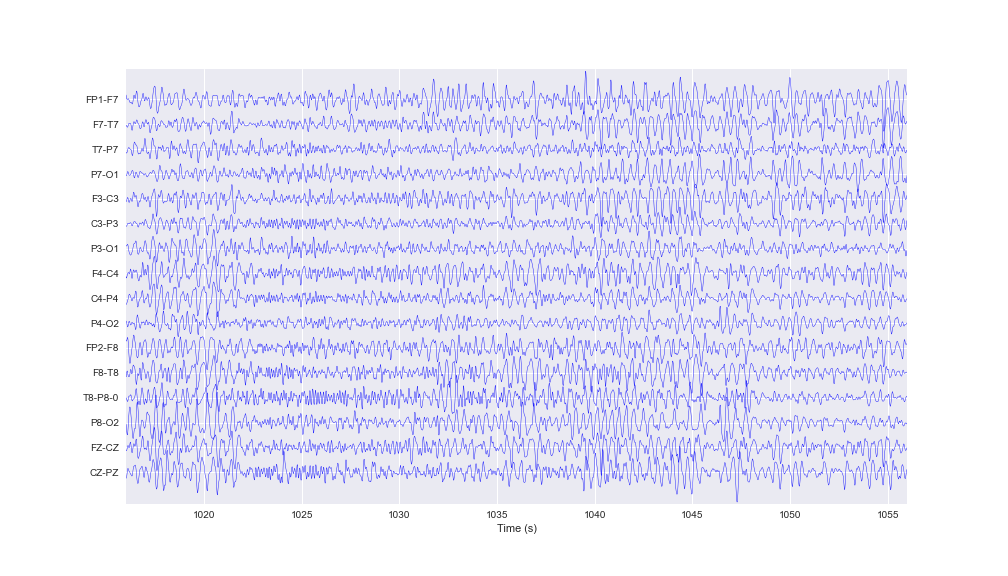 FP1-F7
F7-T7
T7-P7
P7-O1
F3-C3
C3-P3
P3-O1
F4-C4
C4-P4
P4-O2
FP2-F8
F8-T8
T8-P8-0
P8-O2
FZ-CZ
CZ-PZ
1020 1025 1030 1035 1040 1045 1050 1055
Time (s)